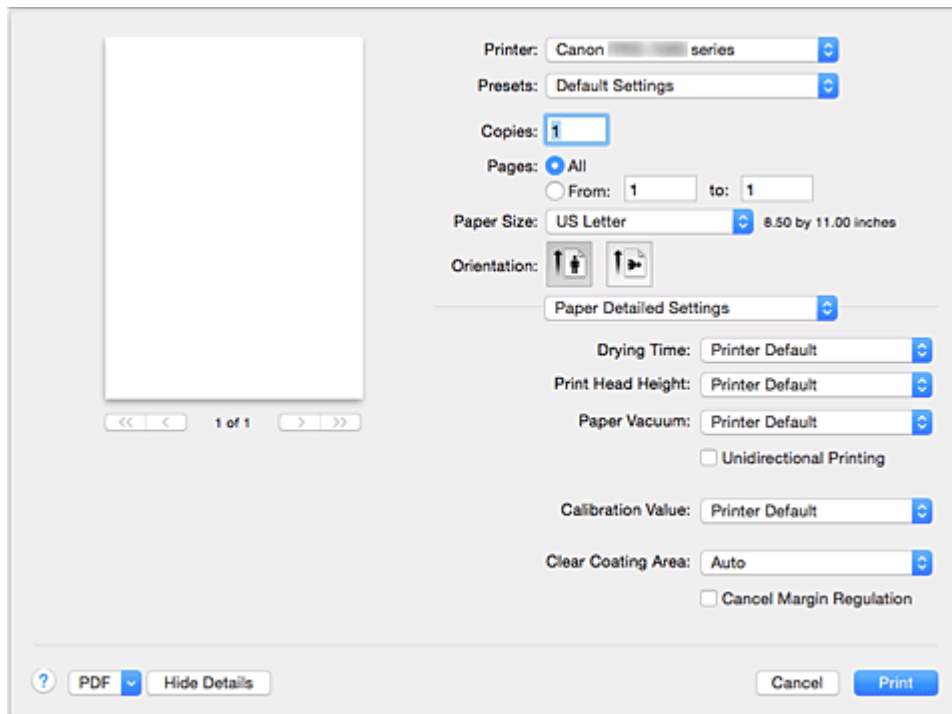 Printer: Canon series
Presets: Default Settings
Copies: 1
Pages: All
From: 1 to: 1
Paper Size: US Letter 8.50 by 11.00 inches
Orientation:
Paper Detailed Settings
Drying Time: Printer Default
Print Head Height: Printer Default
1 of 1
Paper Vacuum: Printer Default
Unidirectional Printing
Calibration Value: Printer Default
Clear Coating Area: Auto
Cancel Margin Regulation
? PDF Hide Details Cancel Print